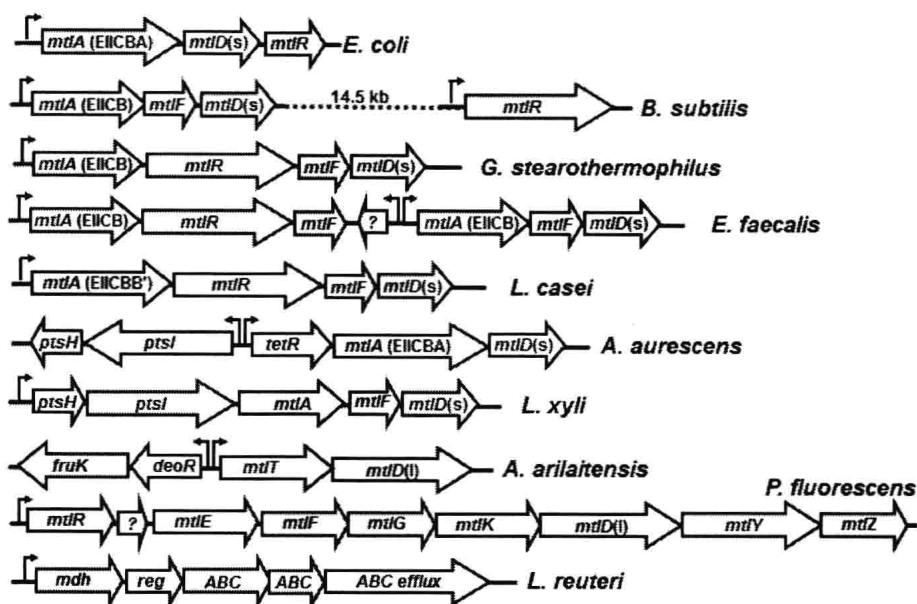 mtlA (EIICBA) mtlD(s) mtlR E. coli
14.5 kb
mtlA (EIICB) mtlF mtlD(s) mtlR B. subtilis
mtlA (EIICB) mtlR mtlF mtlD(s) G. stearothermophilus
mtlA (EIICB) mtlR mtlF ? mtlA (EIICB) mtlF mtlD(s) E. faecalis
mtlA (EIICBB') mtlR mtlF mtlD(s) L. casei
ptsH ptsI tetR mtlA (EIICBA) mtlD(s) A. aurescens
ptsH ptsI mtlA mtlF mtlD(s) L. xyli
fruK deoR mtlT mtlD(l) A. arilaitensis
P. fluorescens
mtlR ? mtlE mtlF mtlG mtlK mtlD(l) mtlY mtlZ
mdh reg ABC ABC ABC efflux L. reuteri